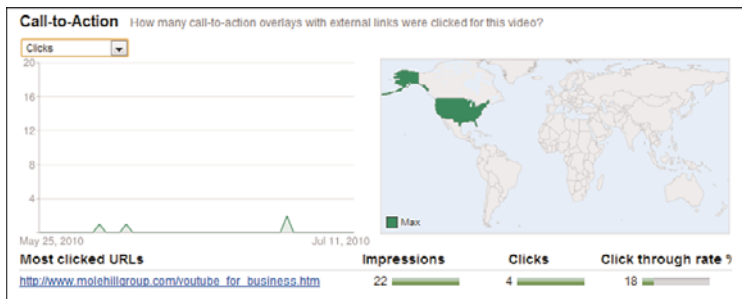 Call-to-Action How many call-to-action overlays with external links were clicked for this video?
Clicks
20
16
12
8
4
May 25, 2010 Jul 11, 2010
Max
Most clicked URLs Impressions Clicks Click through rate %
http://www.molehillgroup.com/youtube_for_business.htm 22 4 18